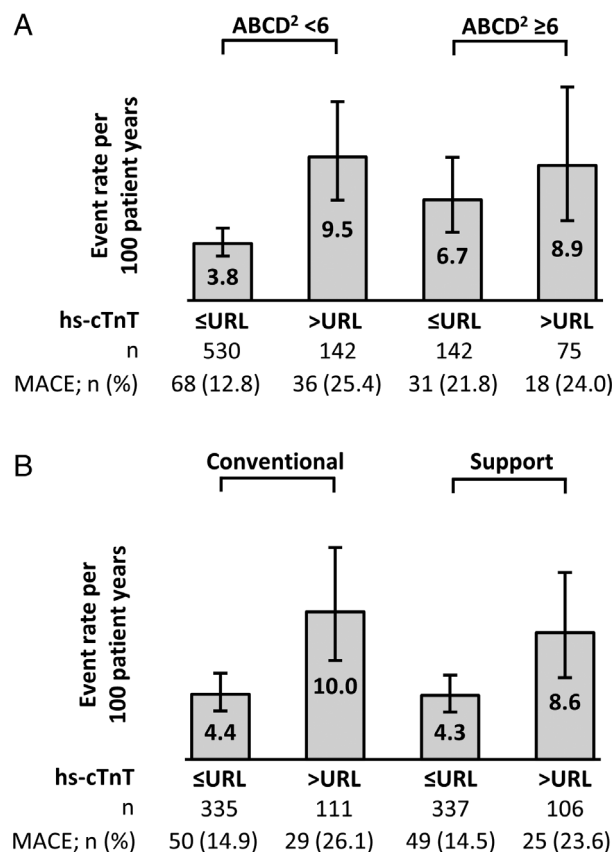 A
ABCD² <6 ABCD² ≥6
Event rate per
100 patient years
3.8 9.5 6.7 8.9
hs-cTnT ≤URL >URL ≤URL >URL
n 530 142 142 75
MACE; n (%) 68 (12.8) 36 (25.4) 31 (21.8) 18 (24.0)
B
Conventional Support
Event rate per
100 patient years
4.4 10.0 4.3 8.6
hs-cTnT ≤URL >URL ≤URL >URL
n 335 111 337 106
MACE; n (%) 50 (14.9) 29 (26.1) 49 (14.5) 25 (23.6)